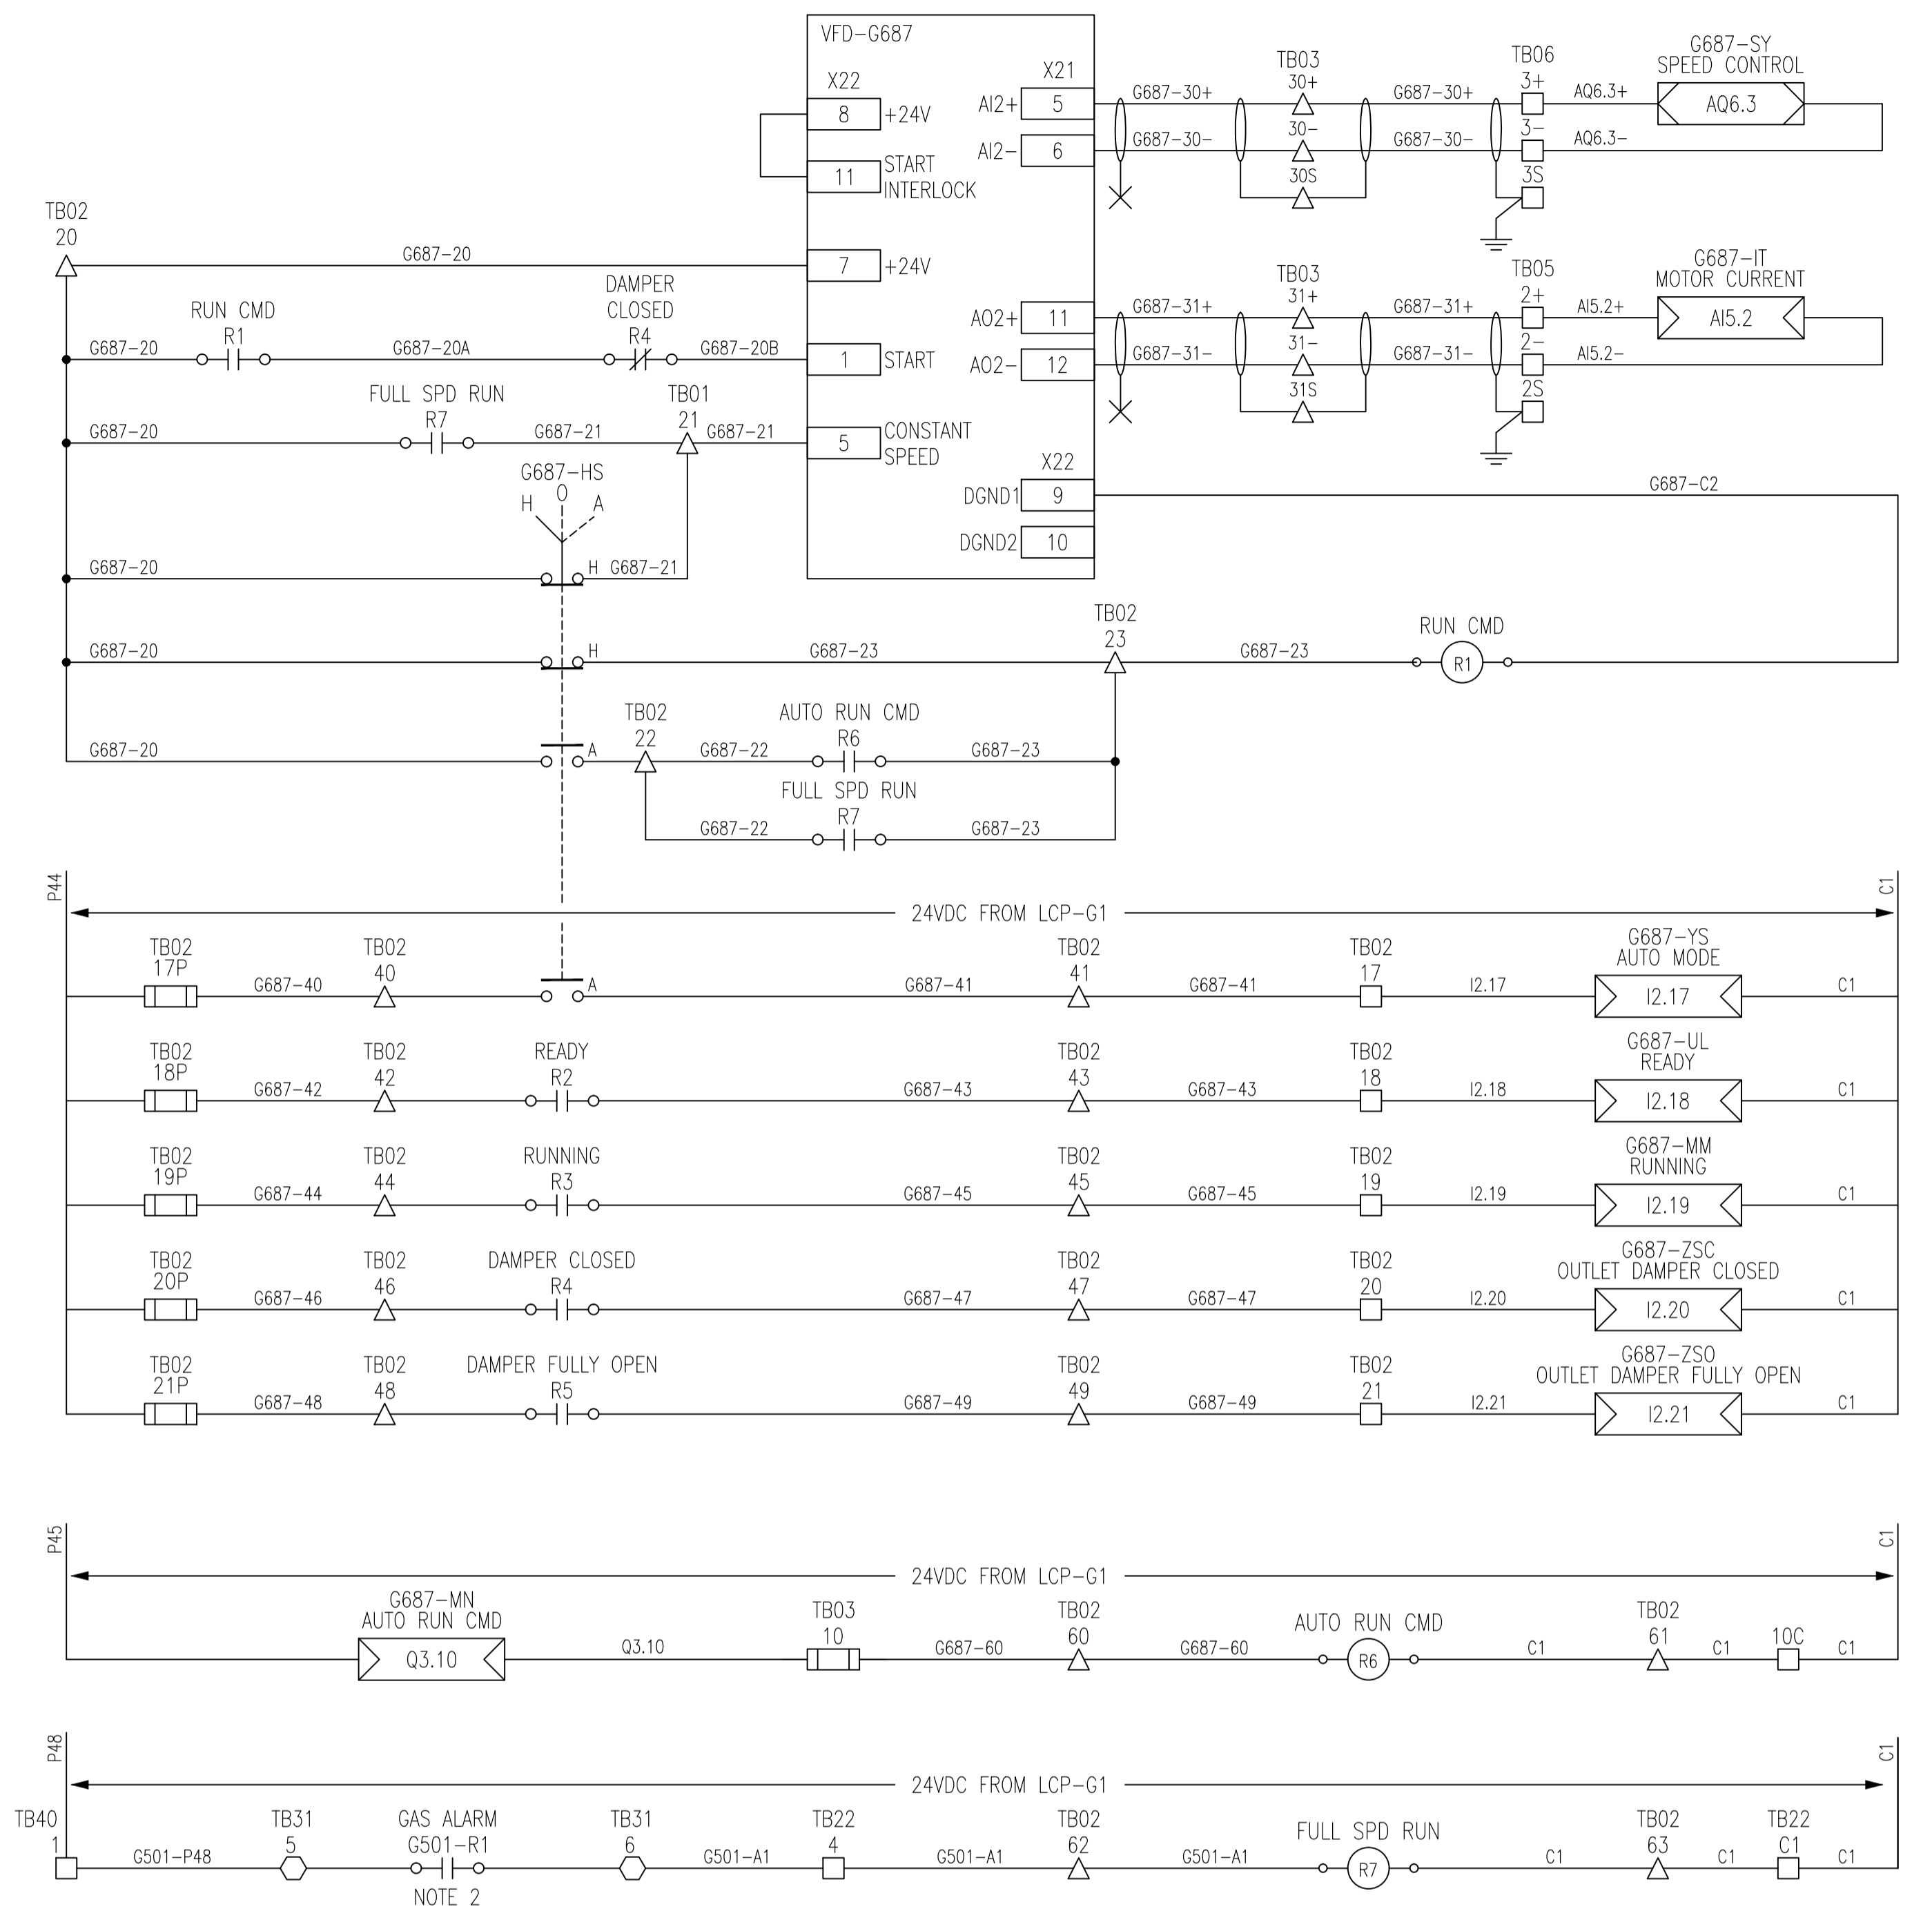 VFD-G687
X22
8 +24V
11 START
INTERLOCK
7 +24V
1 START
5 CONSTANT
SPEED
X21
AI2+ 5
AI2- 6
AO2+ 11
AO2- 12
X22
DGND1 9
DGND2 10
G687-30+
G687-30-
TB03
30+
30-
30S
G687-30+
G687-30-
TB06
3+
3-
3S
AQ6.3+
AQ6.3-
G687-SY
SPEED CONTROL
AQ6.3
G687-31+
G687-31-
TB03
31+
31-
31S
G687-31+
G687-31-
TB05
2+
2-
2S
AI5.2+
AI5.2-
G687-IT
MOTOR CURRENT
AI5.2
G687-C2
TB02
20
G687-20
RUN CMD
R1
G687-20
G687-20A
DAMPER
CLOSED
R4
G687-20B
FULL SPD RUN
R7
G687-20
G687-21
TB01
21
G687-21
G687-HS
H O A
G687-20
H G687-21
G687-20
H
G687-23
TB02
23
G687-23
RUN CMD
R1
G687-20
A
TB02
22
G687-22
AUTO RUN CMD
R6
G687-23
FULL SPD RUN
R7
G687-22
G687-23
P44
24VDC FROM LCP-G1
C1
TB02
17P
G687-40
TB02
40
A
G687-41
TB02
41
G687-41
TB02
17
I2.17
G687-YS
AUTO MODE
I2.17
C1
TB02
18P
G687-42
TB02
42
READY
R2
G687-43
TB02
43
G687-43
TB02
18
I2.18
G687-UL
READY
I2.18
C1
TB02
19P
G687-44
TB02
44
RUNNING
R3
G687-45
TB02
45
G687-45
TB02
19
I2.19
G687-MM
RUNNING
I2.19
C1
TB02
20P
G687-46
TB02
46
DAMPER CLOSED
R4
G687-47
TB02
47
G687-47
TB02
20
I2.20
G687-ZSC
OUTLET DAMPER CLOSED
I2.20
C1
TB02
21P
G687-48
TB02
48
DAMPER FULLY OPEN
R5
G687-49
TB02
49
G687-49
TB02
21
I2.21
G687-ZSO
OUTLET DAMPER FULLY OPEN
I2.21
C1
P45
24VDC FROM LCP-G1
C1
G687-MN
AUTO RUN CMD
Q3.10
Q3.10
TB03
10
G687-60
TB02
60
G687-60
AUTO RUN CMD
R6
C1
TB02
61
C1
10C
C1
P48
24VDC FROM LCP-G1
C1
TB40
1
G501-P48
TB31
5
GAS ALARM
G501-R1
NOTE 2
TB31
6
G501-A1
TB22
4
G501-A1
TB02
62
G501-A1
FULL SPD RUN
R7
C1
TB02
63
C1
TB22
C1
C1